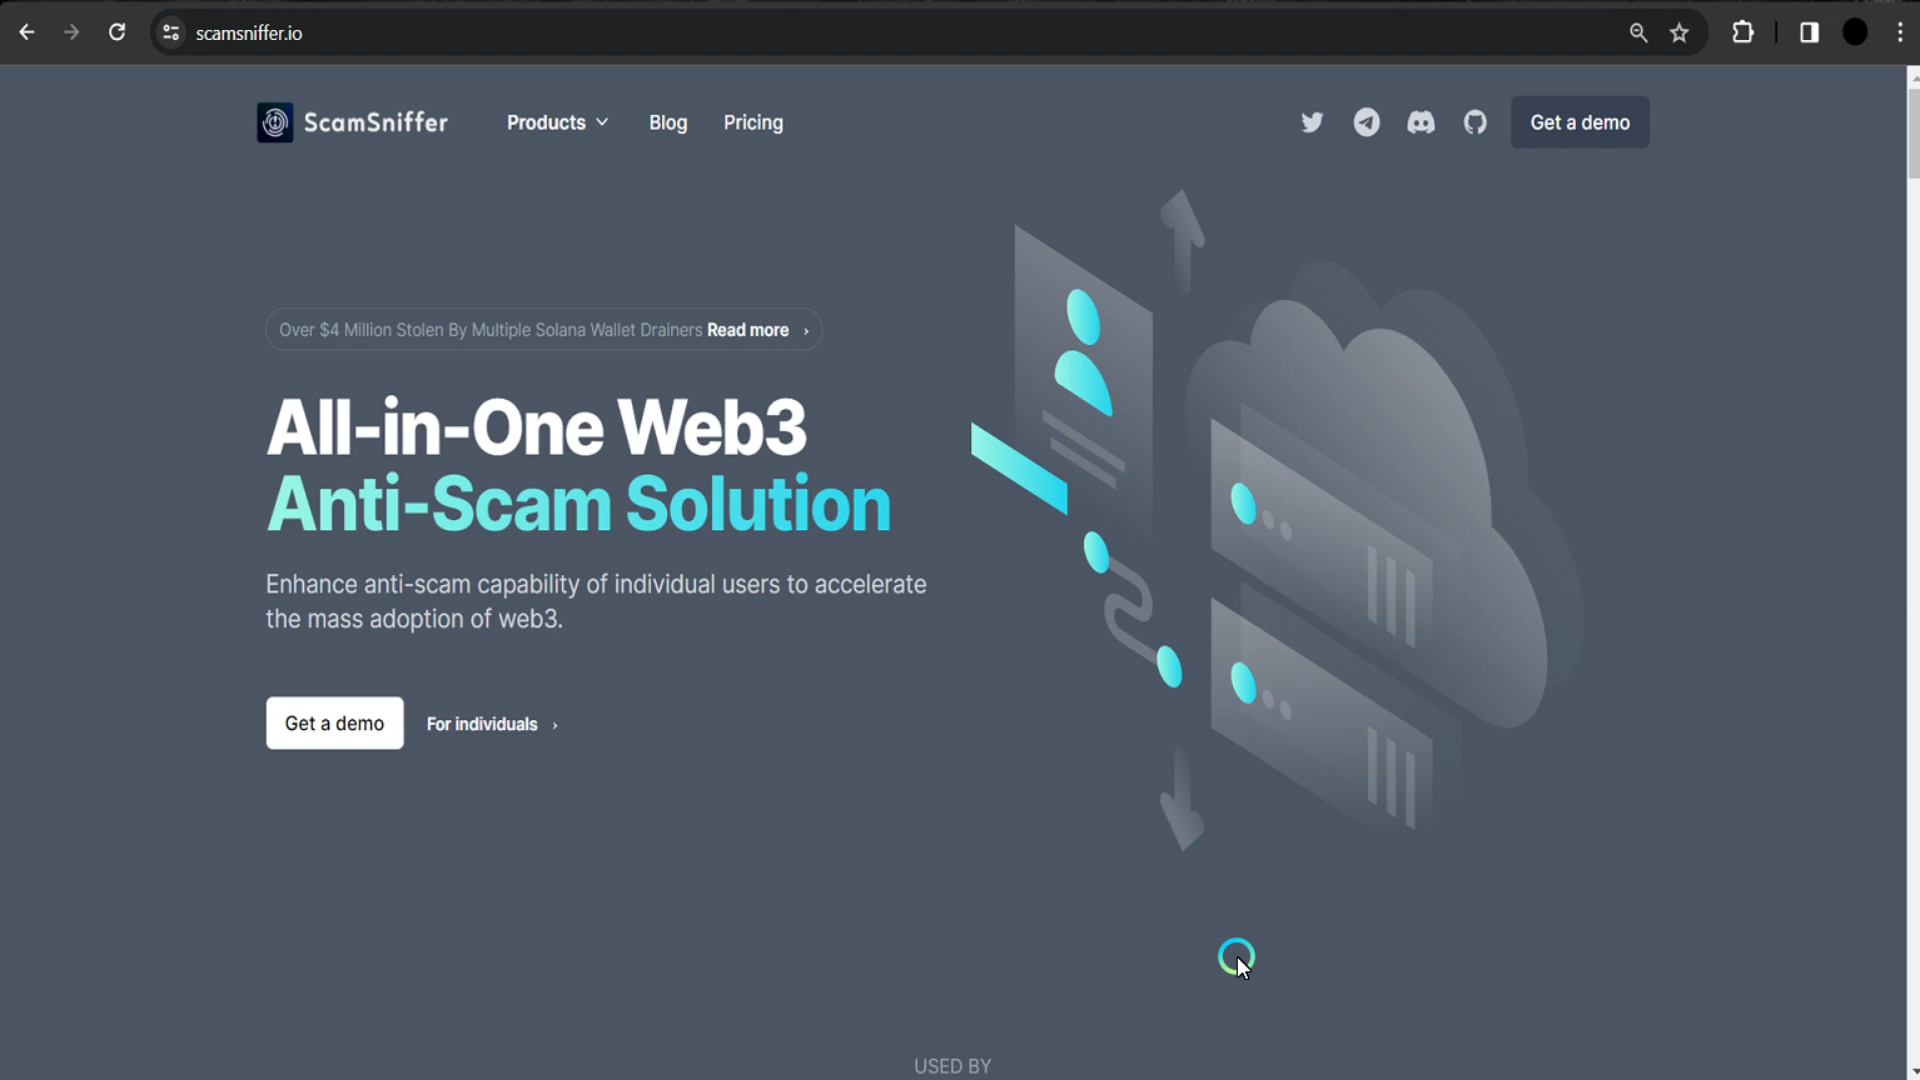 scamsniffer.io
ScamSniffer
Products
Blog
Pricing
Get a demo
Over $4 Million Stolen By Multiple Solana Wallet Drainers Read more ›
All-in-One Web3
Anti-Scam Solution
Enhance anti-scam capability of individual users to accelerate
the mass adoption of web3.
Get a demo
For individuals ›
USED BY